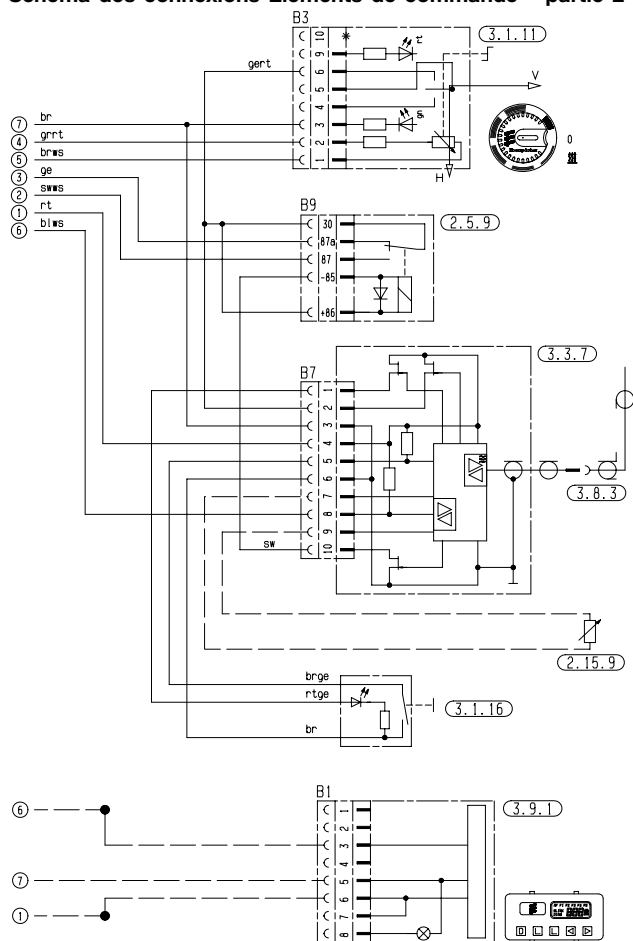 Schéma des connexions Eléments de commande – partie 2
B3
10
*
9
rt
3.1.11
gert
6
5
V
4
gr
7 br
3
4 grrt
2
5 brws
1
H
0
3 ge
2 swws
1 rt
6 blws
B9
30
2.5.9
87a
87
-85
+86
3.3.7
B7
1
2
3
4
5
6
7
8
9
sw
10
3.8.3
2.15.9
brge
rtge
3.1.16
br
B1
6
1
3.9.1
2
3
4
7
5
6
1
7
8